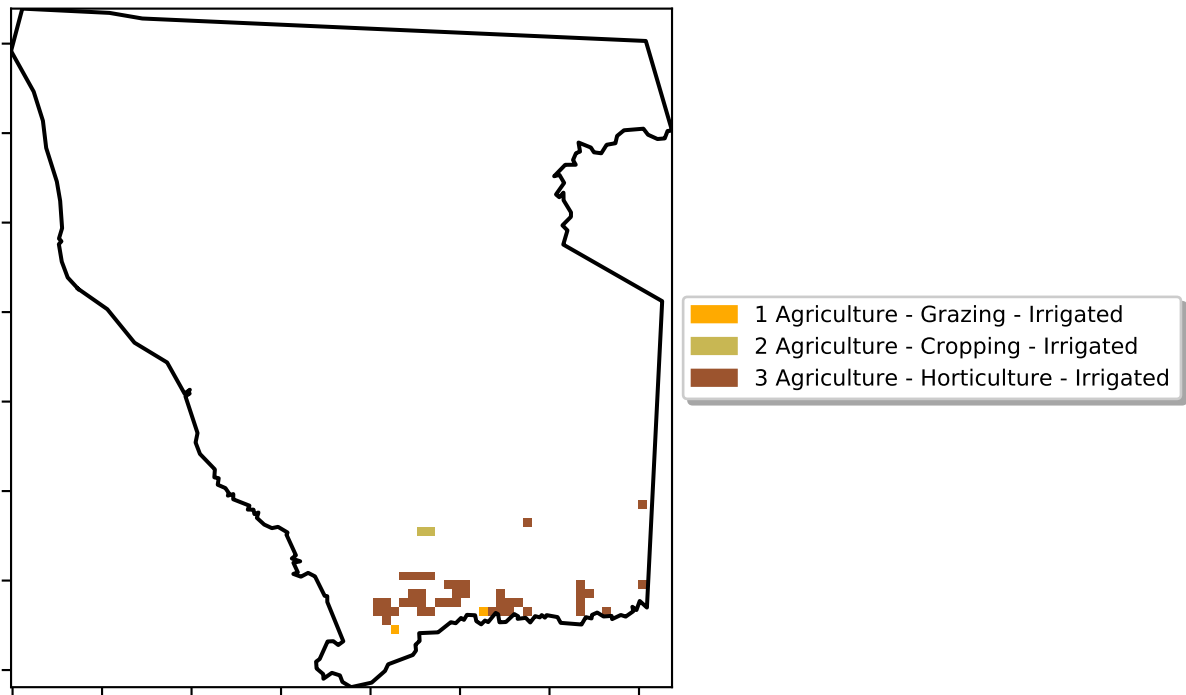 1 Agriculture - Grazing - Irrigated
2 Agriculture - Cropping - Irrigated
3 Agriculture - Horticulture - Irrigated